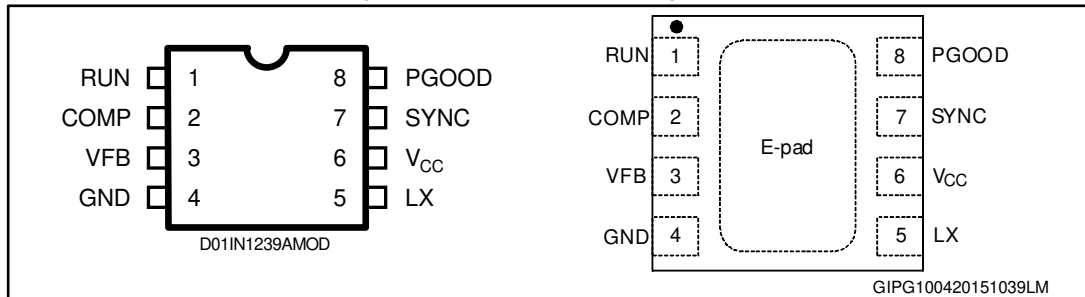 RUN 1 8 PGOOD
COMP 2 7 SYNC
VFB 3 6 VCC
GND 4 5 LX
D01IN1239AMOD
RUN 1 8 PGOOD
COMP 2 7 SYNC
E-pad
VFB 3 6 VCC
GND 4 5 LX
GIPG100420151039LM